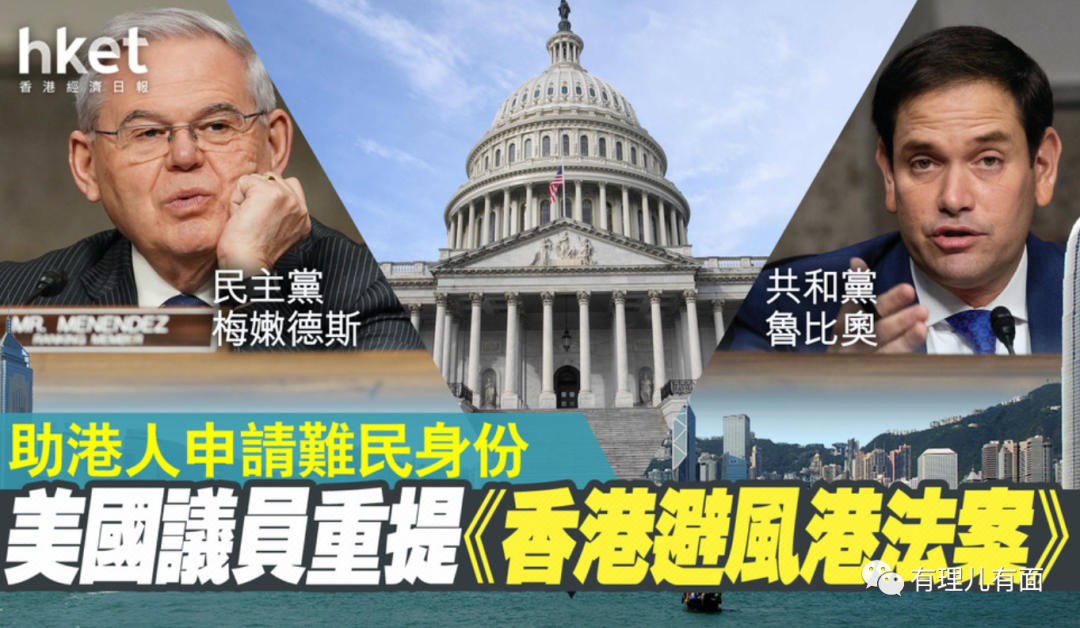 hket
香港經濟日報
民主黨
梅嫩德斯
MR. MENENDEZ
RANKING MEMBER
共和黨
魯比奧
助港人申請難民身份
美國議員重提《香港避風港法案》
有理儿有面